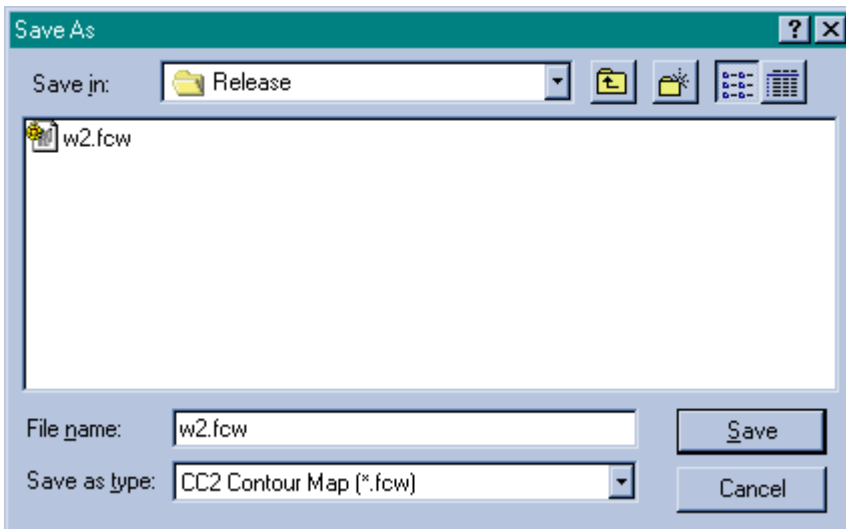 Save As
Save in: Release
w2.fcw
File name: w2.fcw
Save
Save as type: CC2 Contour Map (*.fcw)
Cancel